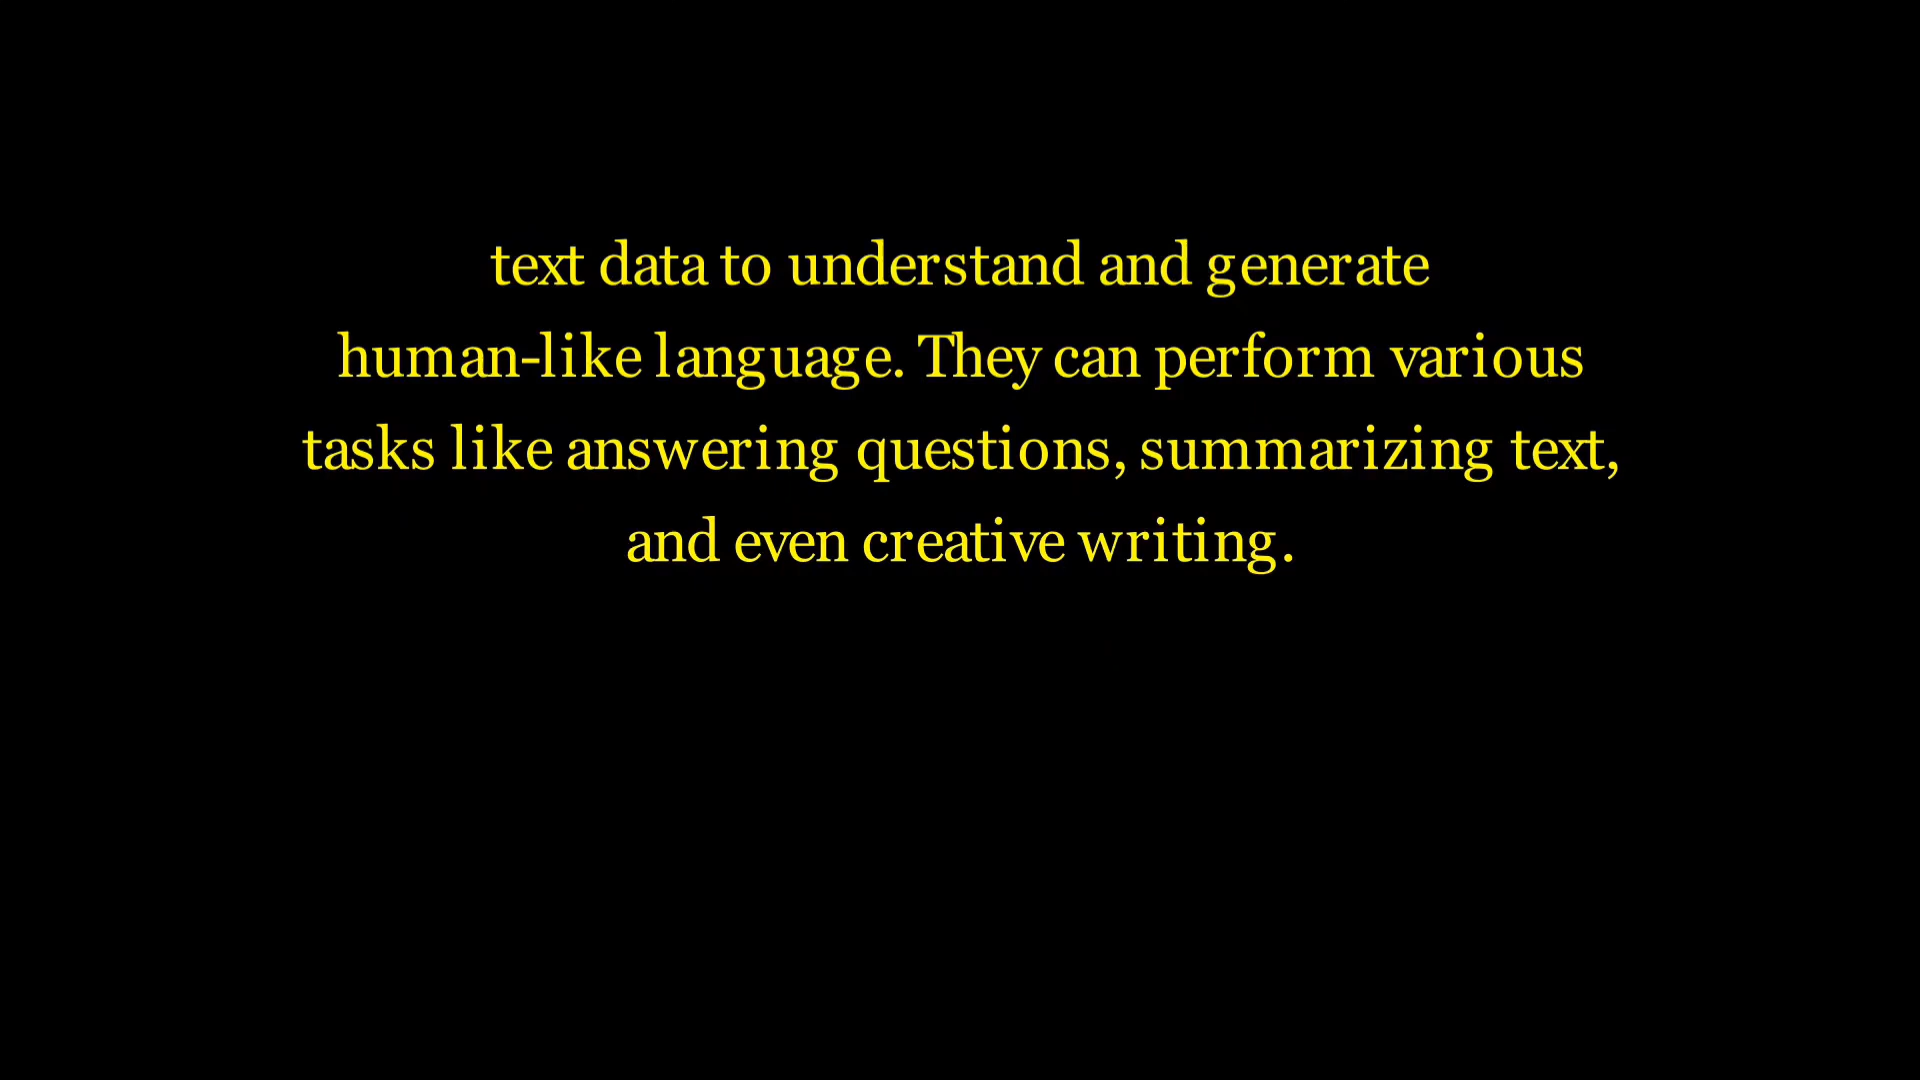 text data to understand and generate
human-like language. They can perform various
tasks like answering questions, summarizing text,
and even creative writing.